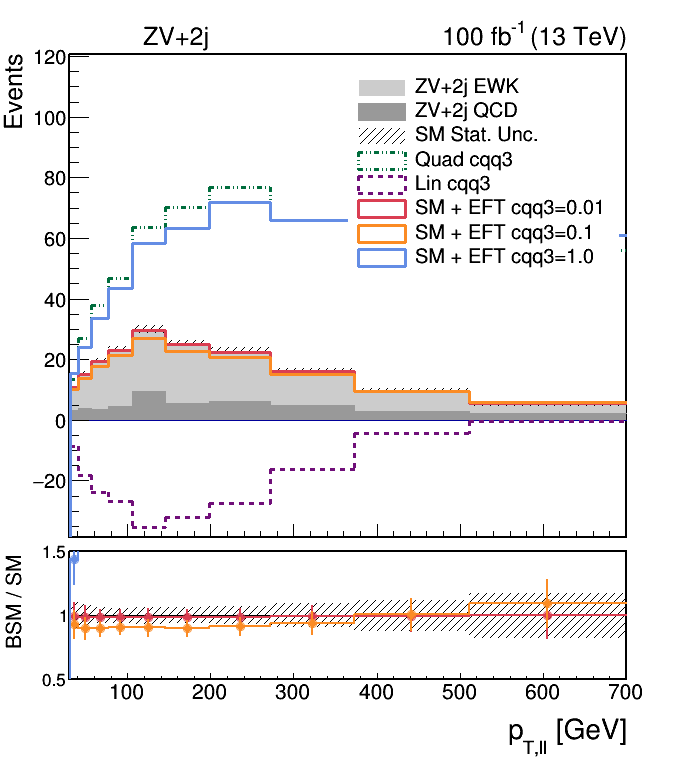 ZV+2j 100 fb⁻¹ (13 TeV)
Events
120
100
80
60
40
20
0
−20
ZV+2j EWK
ZV+2j QCD
SM Stat. Unc.
Quad cqq3
Lin cqq3
SM + EFT cqq3=0.01
SM + EFT cqq3=0.1
SM + EFT cqq3=1.0
BSM / SM
1.5
1
0.5
100 200 300 400 500 600 700
p_T,ll [GeV]